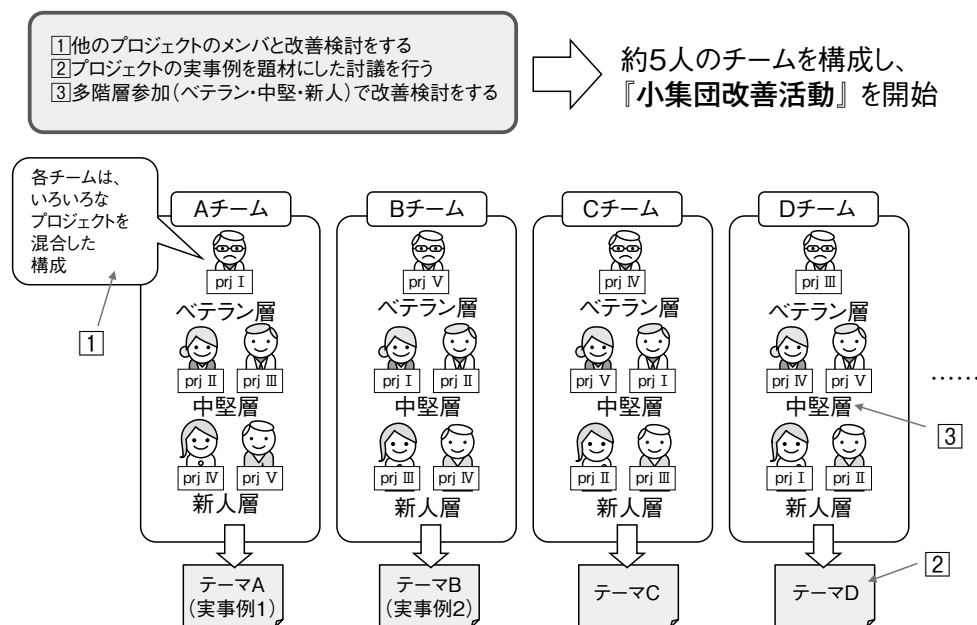 1他のプロジェクトのメンバと改善検討をする
2プロジェクトの実事例を題材にした討議を行う
3多階層参加(ベテラン・中堅・新人)で改善検討をする
約5人のチームを構成し、
『小集団改善活動』を開始
各チームは、
いろいろな
プロジェクトを
混合した
構成
1
Aチーム
prj Ⅰ
ベテラン層
prj Ⅱ prj Ⅲ
中堅層
prj Ⅳ prj Ⅴ
新人層
テーマA
(実事例1)
Bチーム
prj Ⅴ
ベテラン層
prj Ⅰ prj Ⅱ
中堅層
prj Ⅲ prj Ⅳ
新人層
テーマB
(実事例2)
Cチーム
prj Ⅳ
ベテラン層
prj Ⅴ prj Ⅰ
中堅層
prj Ⅱ prj Ⅲ
新人層
テーマC
Dチーム
prj Ⅲ
ベテラン層
prj Ⅳ prj Ⅴ
中堅層
prj Ⅰ prj Ⅱ
新人層
テーマD
……
3
2